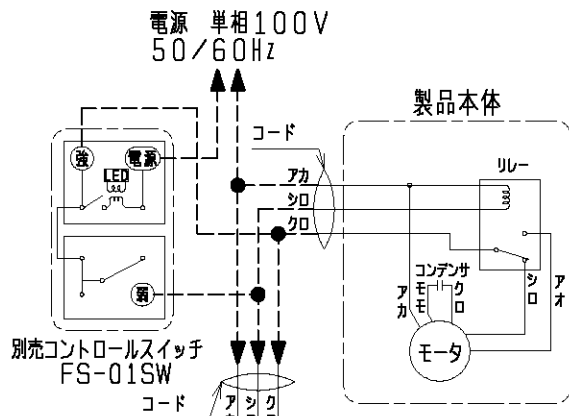 電源 単相100V
50/60Hz
製品本体
コード
強
電源
LED
アカ
シロ
クロ
リレー
コンデンサ
弱
アカ
モモ
クロ
シロ
アオ
モータ
別売コントロールスイッチ
FS-01SW
コード
アカ
シロ
クロ